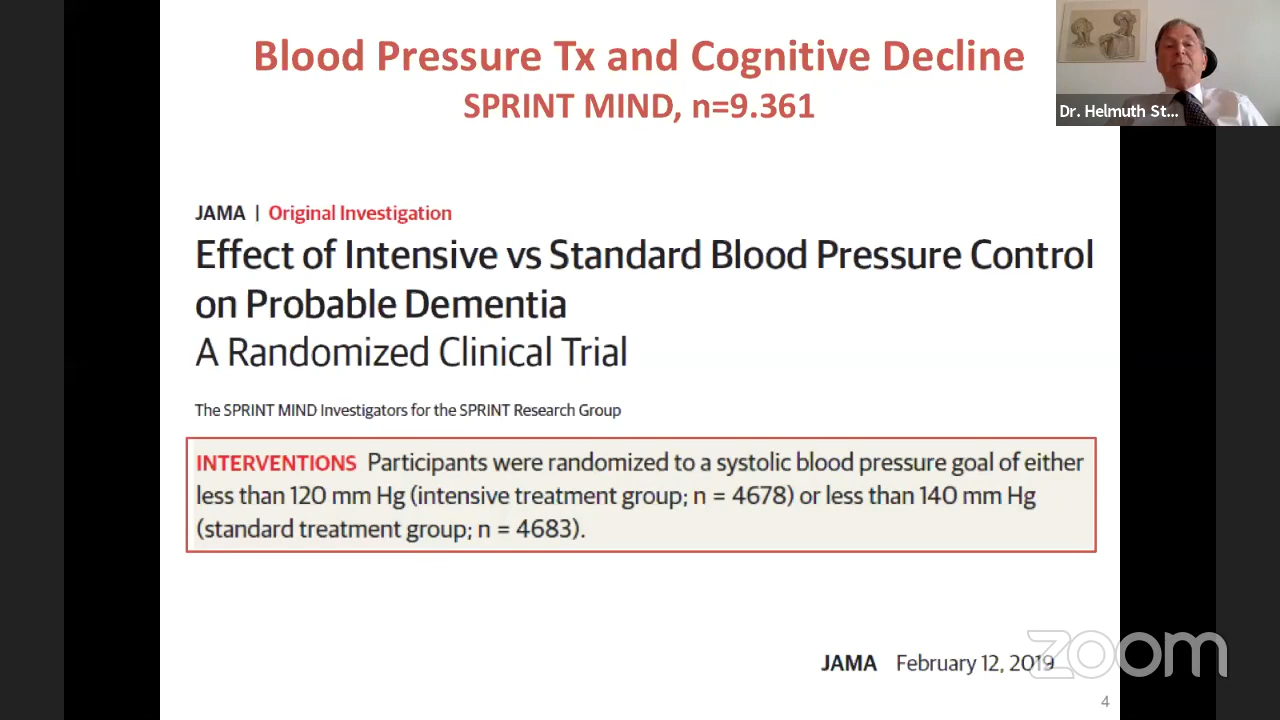 Blood Pressure Tx and Cognitive Decline
SPRINT MIND, n=9.361
Dr. Helmuth St...
JAMA | Original Investigation
Effect of Intensive vs Standard Blood Pressure Control
on Probable Dementia
A Randomized Clinical Trial
The SPRINT MIND Investigators for the SPRINT Research Group
INTERVENTIONS Participants were randomized to a systolic blood pressure goal of either
less than 120 mm Hg (intensive treatment group; n = 4678) or less than 140 mm Hg
(standard treatment group; n = 4683).
JAMA February 12, 2019
zoom
4